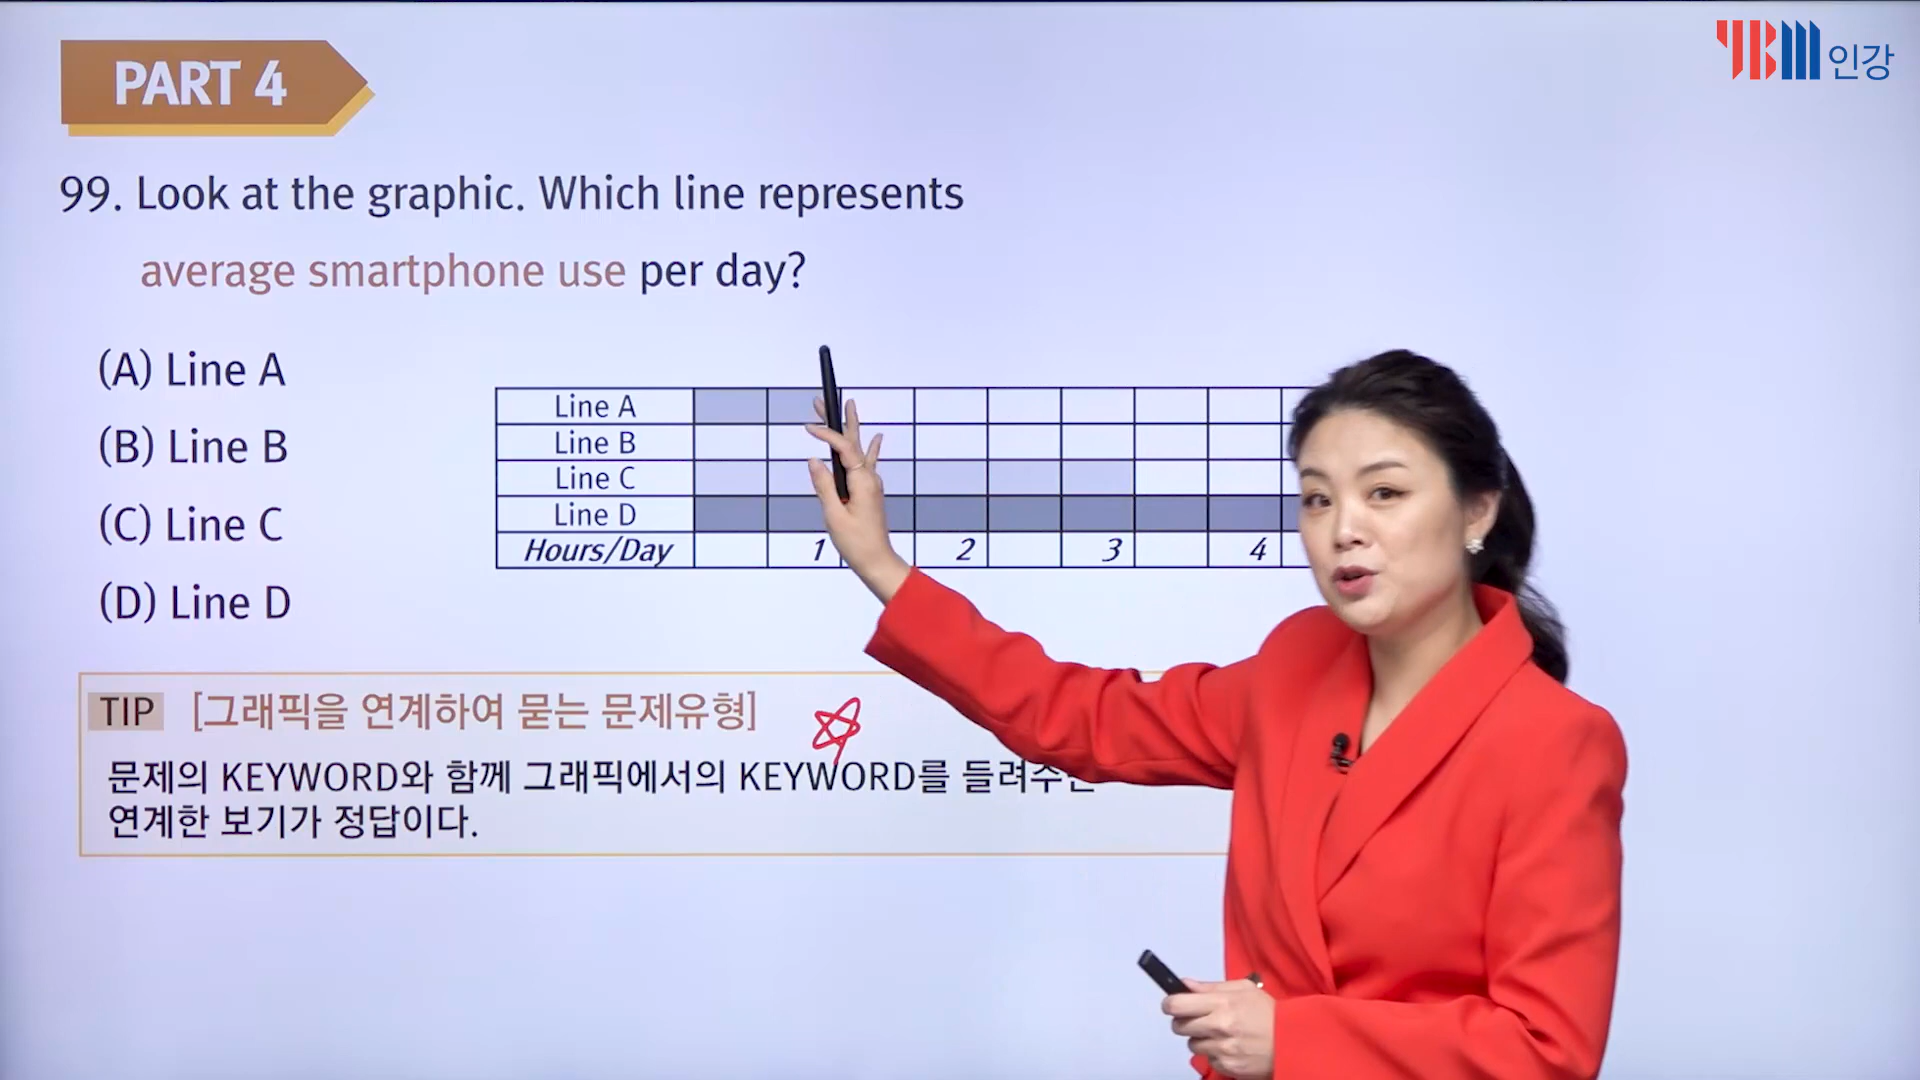 PART 4
YBM 인강
99. Look at the graphic. Which line represents
average smartphone use per day?
(A) Line A
(B) Line B
(C) Line C
(D) Line D
Line A
Line B
Line C
Line D
Hours/Day 1 2 3 4
TIP [그래픽을 연계하여 묻는 문제유형]
문제의 KEYWORD와 함께 그래픽에서의 KEYWORD를
연계한 보기가 정답이다.